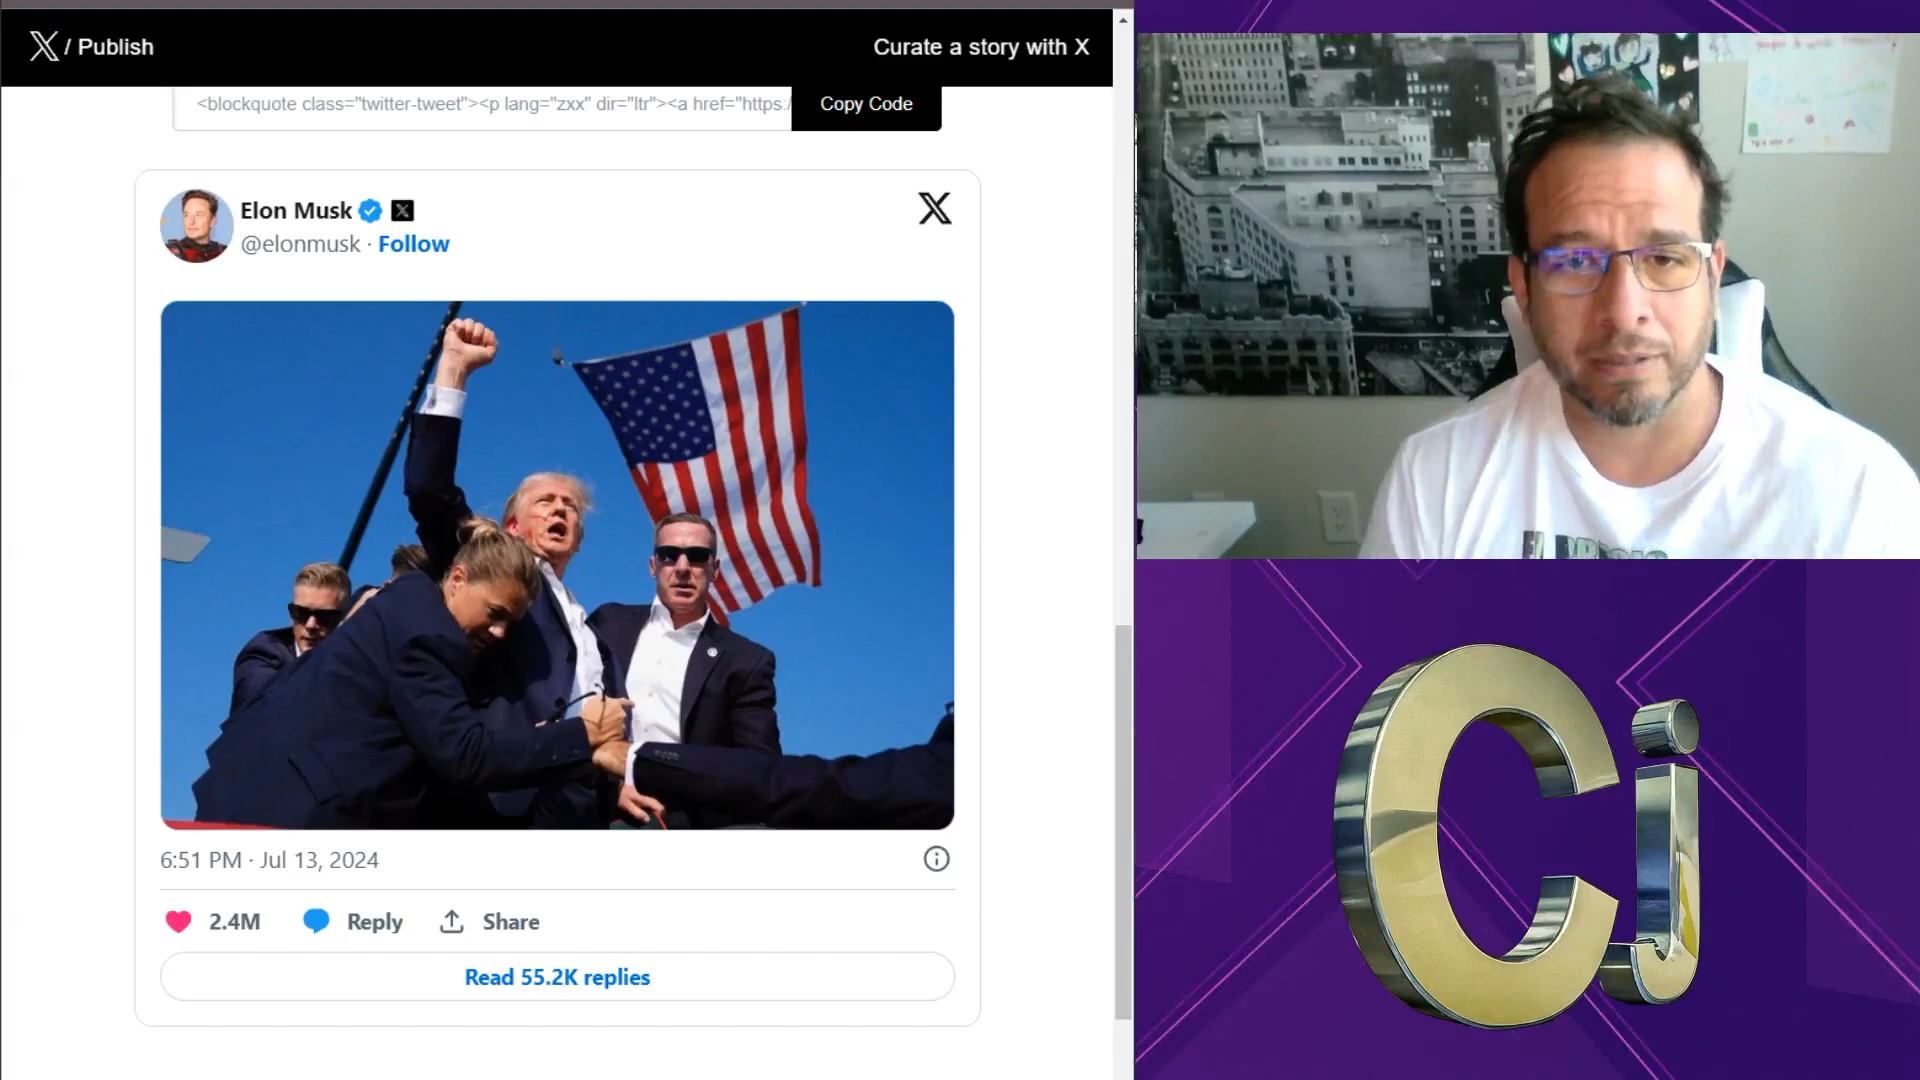 X / Publish
Curate a story with X
<blockquote class="twitter-tweet"><p lang="zxx" dir="ltr"><a href="https:/
Copy Code
Elon Musk
@elonmusk · Follow
6:51 PM · Jul 13, 2024
2.4M
Reply
Share
Read 55.2K replies
Cj